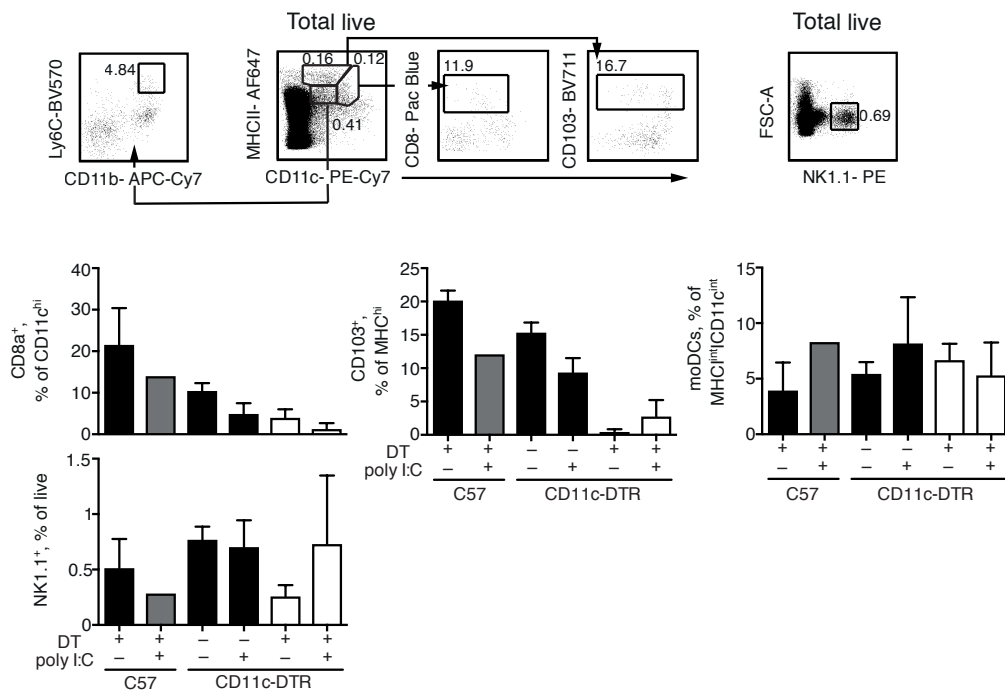 Total live
Total live
Ly6C-BV570
4.84
CD11b- APC-Cy7
MHCII- AF647
0.16
0.12
0.41
CD11c- PE-Cy7
CD8- Pac Blue
11.9
CD103- BV711
16.7
FSC-A
0.69
NK1.1- PE
CD8a+,
% of CD11chi
40
30
20
10
0
NK1.1+, % of live
1.5
1
0.5
0
DT + + – – + +
poly I:C – + – + – +
C57 CD11c-DTR
CD103+,
% of MHChi
25
20
15
10
5
0
DT + + – – + +
poly I:C – + – + – +
C57 CD11c-DTR
moDCs, % of
MHCIintICD11cint
15
10
5
0
+ + – – + +
– + – + – +
C57 CD11c-DTR